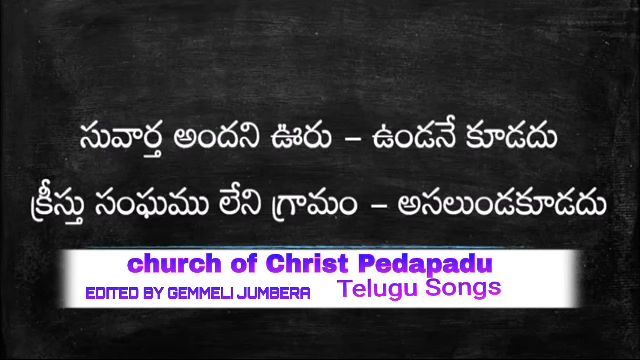 సువార్త అందని ఊరు – ఉండనే కూడదు
క్రీస్తు సంఘము లేని గ్రామం – అసలుండకూడదు
church of Christ Pedapadu
EDITED BY GEMMELI JUMBERA Telugu Songs